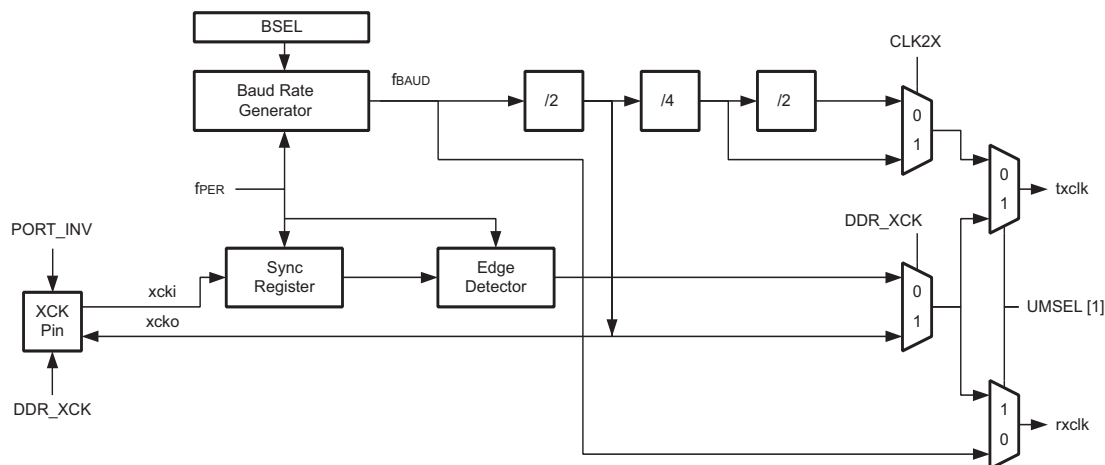 BSEL
CLK2X
Baud Rate
Generator
fBAUD
/2
/4
/2
0
1
0
1
txclk
fPER
PORT_INV
DDR_XCK
Sync
Register
Edge
Detector
xcki
XCK
Pin
xcko
0
1
UMSEL [1]
DDR_XCK
1
0
rxclk